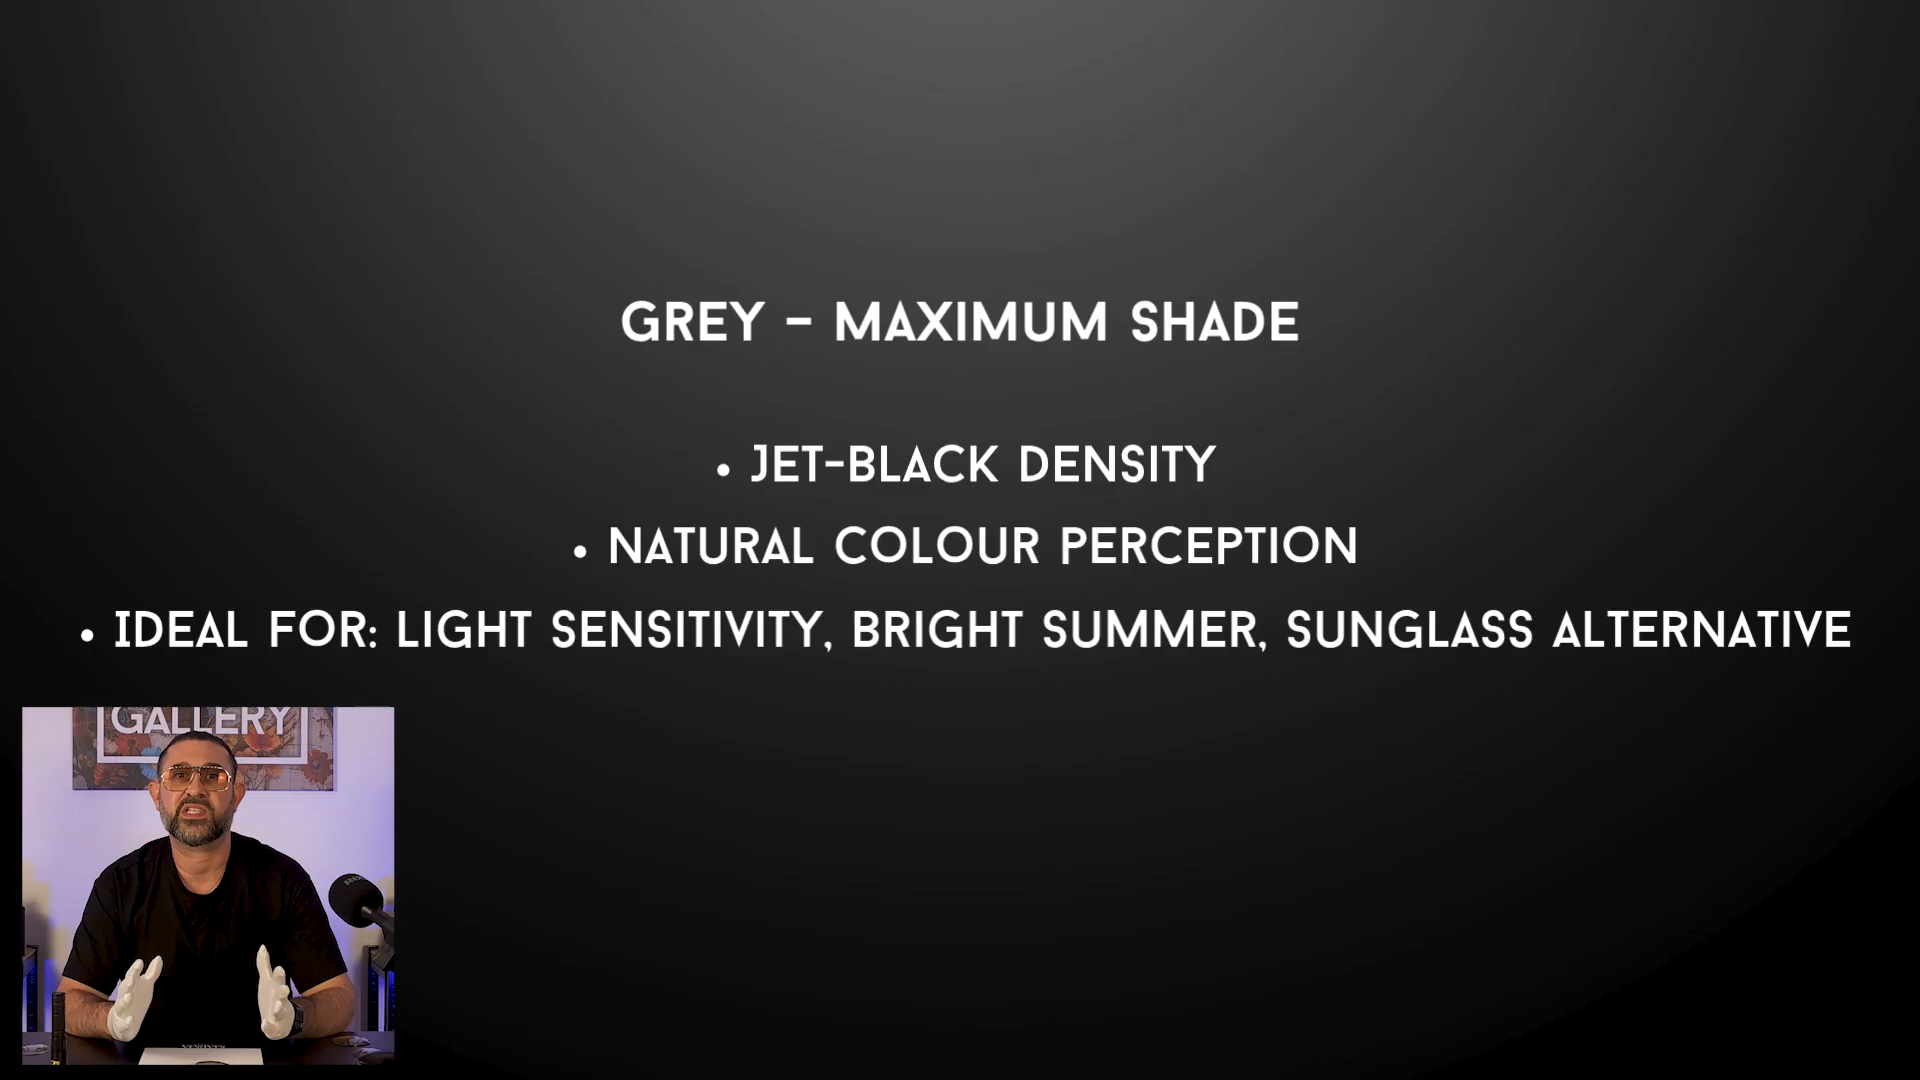 GREY - MAXIMUM SHADE
• JET-BLACK DENSITY
• NATURAL COLOUR PERCEPTION
• IDEAL FOR: LIGHT SENSITIVITY, BRIGHT SUMMER, SUNGLASS ALTERNATIVE
GALLERY